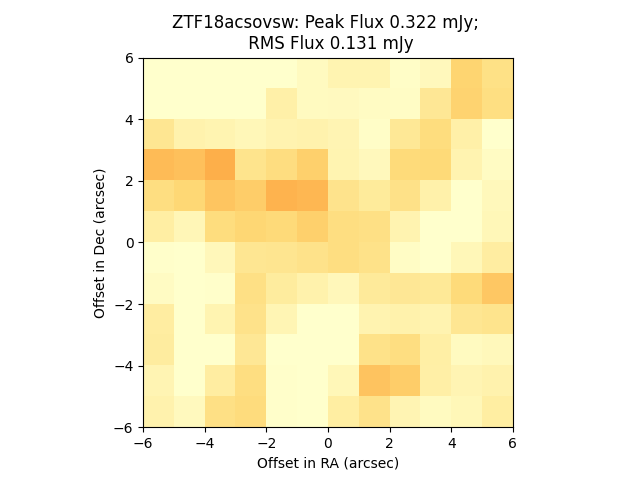 ZTF18acsovsw: Peak Flux 0.322 mJy;
RMS Flux 0.131 mJy
6
4
2
0
−2
−4
−6
Offset in Dec (arcsec)
−6 −4 −2 0 2 4 6
Offset in RA (arcsec)